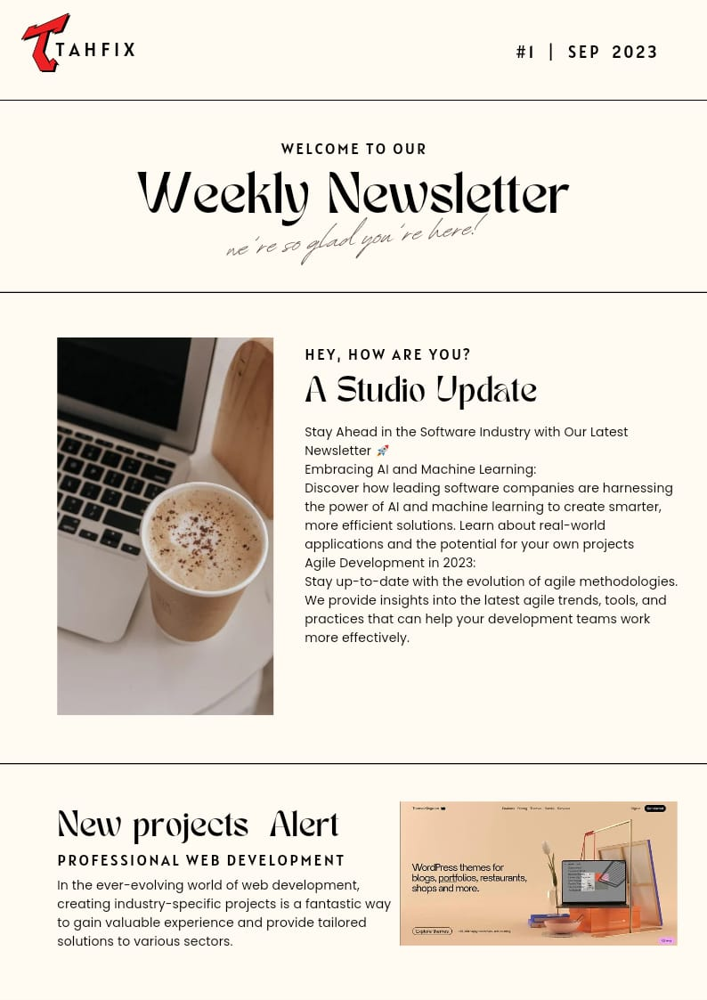 TAHFIX
#1 | SEP 2023
WELCOME TO OUR
Weekly Newsletter
we're so glad you're here!
HEY, HOW ARE YOU?
A Studio Update
Stay Ahead in the Software Industry with Our Latest
Newsletter 🚀
Embracing AI and Machine Learning:
Discover how leading software companies are harnessing
the power of AI and machine learning to create smarter,
more efficient solutions. Learn about real-world
applications and the potential for your own projects
Agile Development in 2023:
Stay up-to-date with the evolution of agile methodologies.
We provide insights into the latest agile trends, tools, and
practices that can help your development teams work
more effectively.
New projects Alert
PROFESSIONAL WEB DEVELOPMENT
In the ever-evolving world of web development,
creating industry-specific projects is a fantastic way
to gain valuable experience and provide tailored
solutions to various sectors.
WordPress themes for
blogs, portfolios, restaurants,
shops and more.
Explore themes